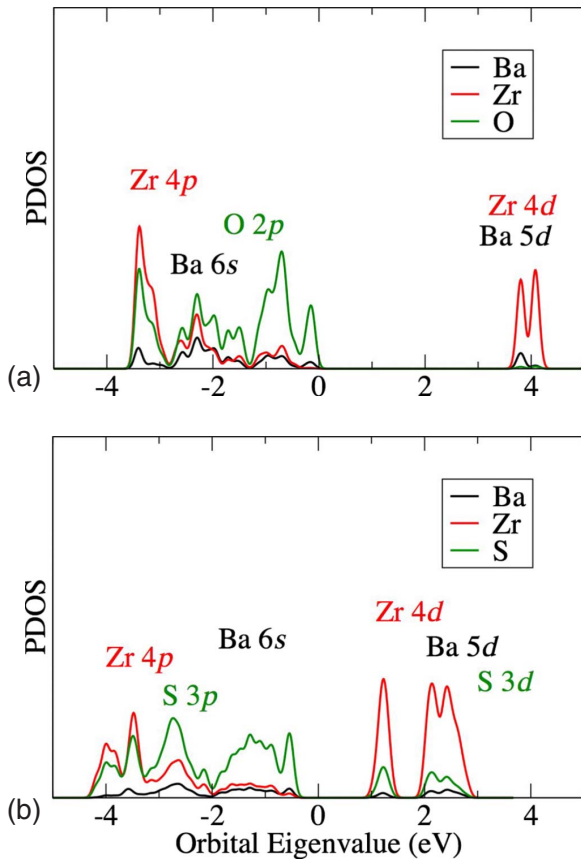 Ba
Zr
O
Zr 4p
O 2p
Ba 6s
Zr 4d
Ba 5d
PDOS
(a)
-4 -2 0 2 4
Ba
Zr
S
Zr 4d
Ba 6s
Ba 5d
Zr 4p
S 3d
S 3p
PDOS
(b)
-4 -2 0 2 4
Orbital Eigenvalue (eV)